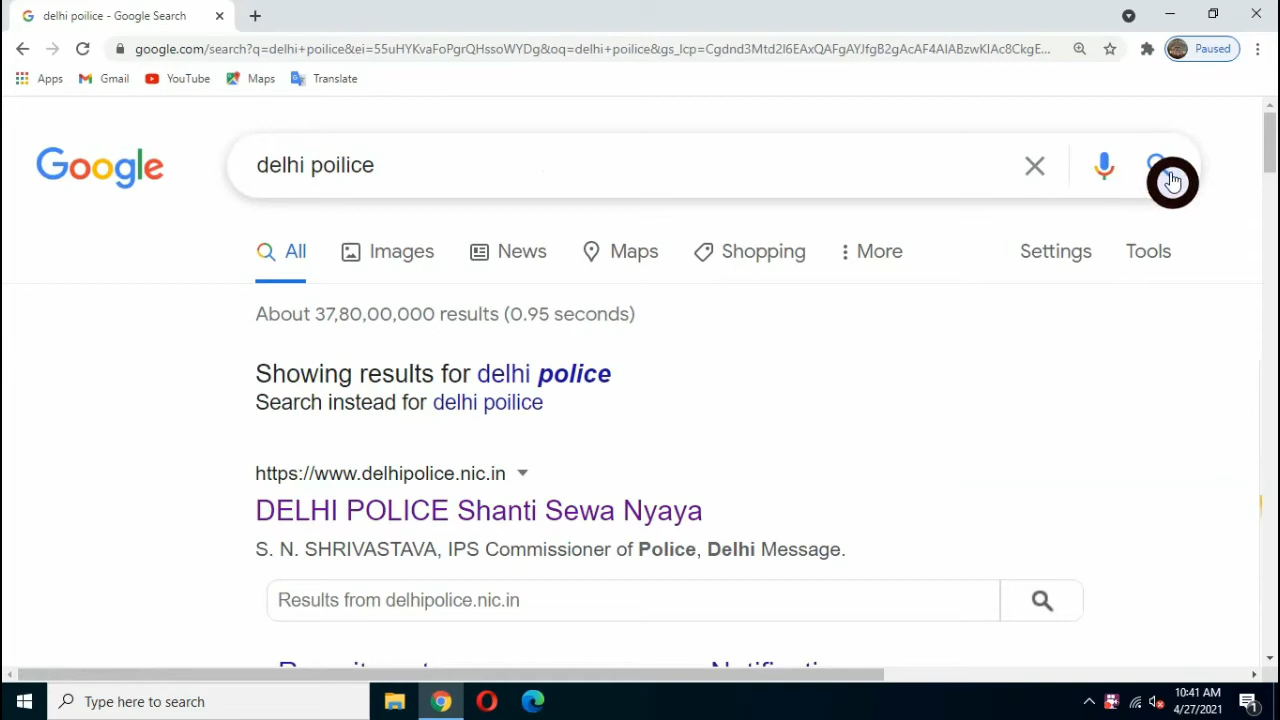 delhi poilice - Google Search
Paused
google.com/search?q=delhi+poilice&ei=55uHYKvaFoPgrQHssoWYDg&oq=delhi+poilice&gs_lcp=Cgdnd3Mtd2l6EAxQAFgAYJfgB2gAcAF4AIABzwKIAc8CkgE...
Apps Gmail YouTube Maps Translate
Google
delhi poilice
All Images News Maps Shopping More Settings Tools
About 37,80,00,000 results (0.95 seconds)
Showing results for delhi police
Search instead for delhi poilice
https://www.delhipolice.nic.in
DELHI POLICE Shanti Sewa Nyaya
S. N. SHRIVASTAVA, IPS Commissioner of Police, Delhi Message.
Results from delhipolice.nic.in
Type here to search
10:41 AM
4/27/2021
1